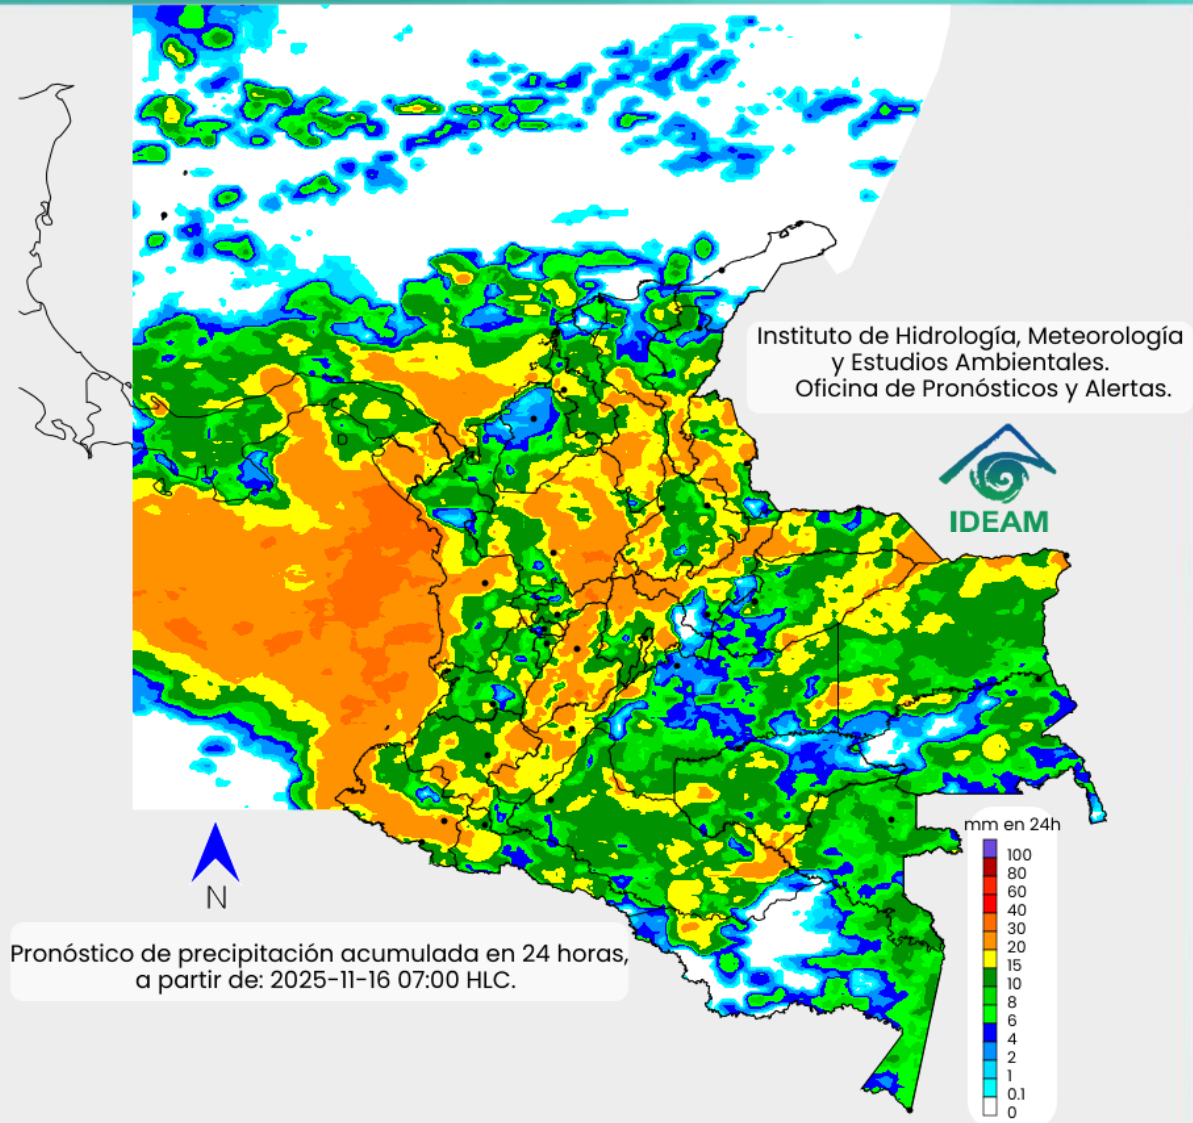 Instituto de Hidrología, Meteorología
y Estudios Ambientales.
Oficina de Pronósticos y Alertas.
IDEAM
mm en 24h
100
80
60
40
30
20
15
10
8
6
4
2
1
0.1
0
N
Pronóstico de precipitación acumulada en 24 horas,
a partir de: 2025-11-16 07:00 HLC.